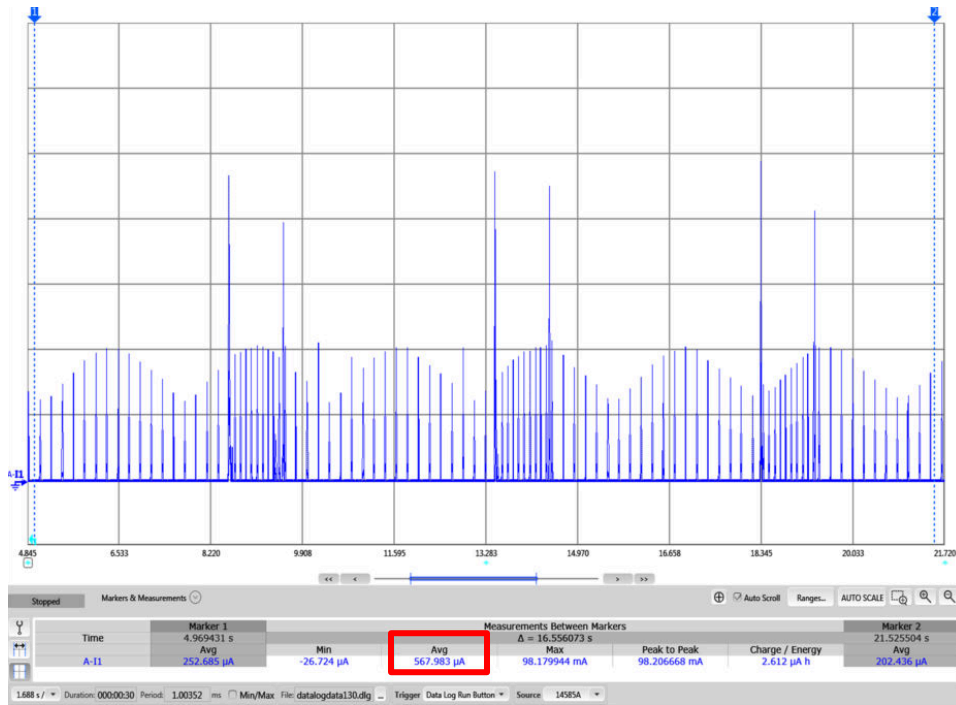 1
2
A-I1
4.845 6.533 8.220 9.908 11.595 13.283 14.970 16.658 18.345 20.033 21.720
<< < > >>
Stopped Markers & Measurements Auto Scroll Ranges... AUTO SCALE
Marker 1 Measurements Between Markers Marker 2
Time 4.969431 s Δ = 16.556073 s 21.525504 s
Avg Min Avg Max Peak to Peak Charge / Energy Avg
A-I1 252.685 µA -26.724 µA 567.983 µA 98.179944 mA 98.206668 mA 2.612 µA h 202.436 µA
1.688 s / Duration: 000:00:30 Period: 1.00352 ms Min/Max File: datalogdata130.dlg ... Trigger Data Log Run Button Source 14585A